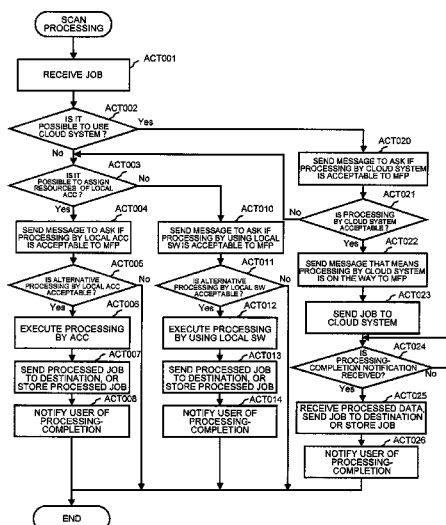 SCAN
PROCESSING
ACT001
RECEIVE JOB
ACT002
IS IT
POSSIBLE TO USE
CLOUD SYSTEM ?
Yes
No
ACT003
IS IT
POSSIBLE TO ASSIGN
RESOURCES OF LOCAL
ACC ?
No
Yes
ACT004
SEND MESSAGE TO ASK IF
PROCESSING BY LOCAL ACC
IS ACCEPTABLE TO MFP
ACT005
IS ALTERNATIVE
PROCESSING BY LOCAL ACC
ACCEPTABLE ?
No
Yes
ACT006
EXECUTE PROCESSING
BY ACC
ACT007
SEND PROCESSED JOB
TO DESTINATION, OR
STORE PROCESSED JOB
ACT008
NOTIFY USER OF
PROCESSING-
COMPLETION
ACT010
SEND MESSAGE TO ASK IF
PROCESSING BY USING LOCAL
SW IS ACCEPTABLE TO MFP
ACT011
IS ALTERNATIVE
PROCESSING BY LOCAL SW
ACCEPTABLE ?
No
Yes
ACT012
EXECUTE PROCESSING
BY USING LOCAL SW
ACT013
SEND PROCESSED JOB
TO DESTINATION, OR
STORE PROCESSED JOB
ACT014
NOTIFY USER OF
PROCESSING-
COMPLETION
ACT020
SEND MESSAGE TO ASK IF
PROCESSING BY CLOUD SYSTEM
IS ACCEPTABLE TO MFP
ACT021
IS PROCESSING
BY CLOUD SYSTEM
ACCEPTABLE ?
No
Yes
ACT022
SEND MESSAGE THAT MEANS
PROCESSING BY CLOUD SYSTEM
IS ON THE WAY TO MFP
ACT023
SEND JOB TO
CLOUD SYSTEM
ACT024
IS
PROCESSING-
COMPLETION NOTIFICATION
RECEIVED?
No
Yes
ACT025
RECEIVE PROCESSED DATA,
SEND JOB TO DESTINATION
OR STORE JOB
ACT026
NOTIFY USER OF
PROCESSING-
COMPLETION
END